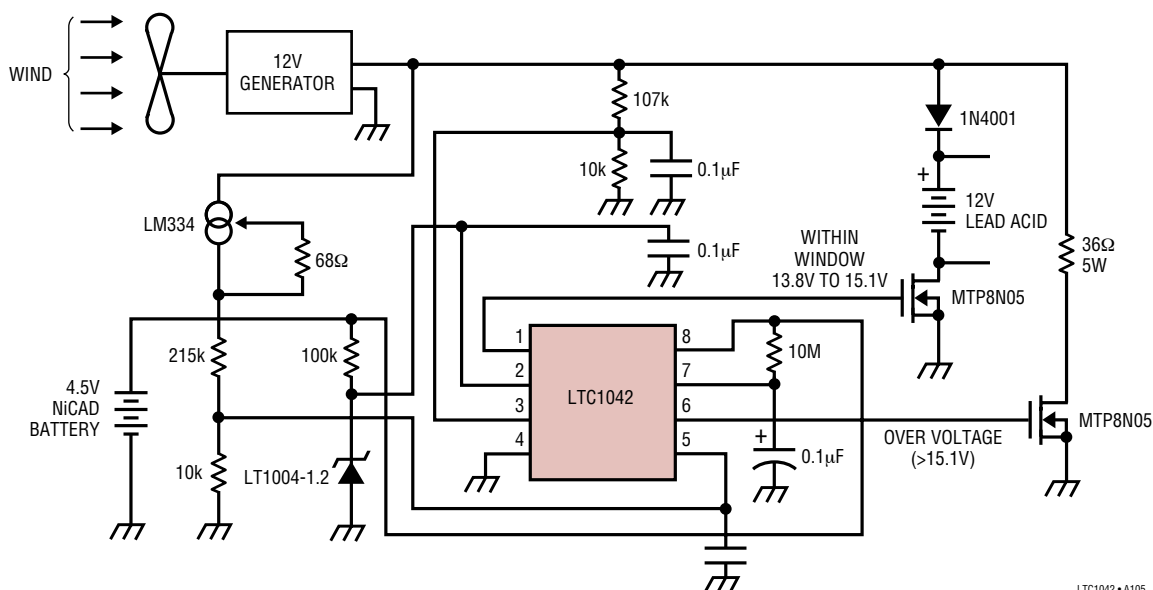 WIND
12V
GENERATOR
107k
10k
0.1µF
1N4001
+
12V
LEAD ACID
36Ω
5W
LM334
68Ω
0.1µF
WITHIN
WINDOW
13.8V TO 15.1V
MTP8N05
215k
100k
4.5V
NiCAD
BATTERY
10k
LT1004-1.2
1
2
3
4
LTC1042
8
7
6
5
10M
+
0.1µF
OVER VOLTAGE
(>15.1V)
MTP8N05
LTC1042 • A105